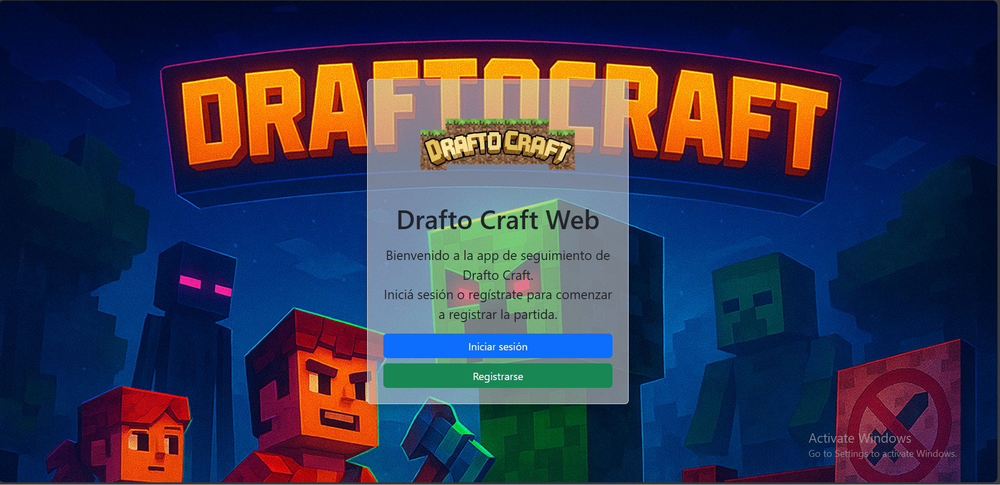 DRAFTOCRAFT
DRAFTO CRAFT
Drafto Craft Web
Bienvenido a la app de seguimiento de
Drafto Craft.
Iniciá sesión o regístrate para comenzar
a registrar la partida.
Iniciar sesión
Registrarse
Activate Windows
Go to Settings to activate Windows.